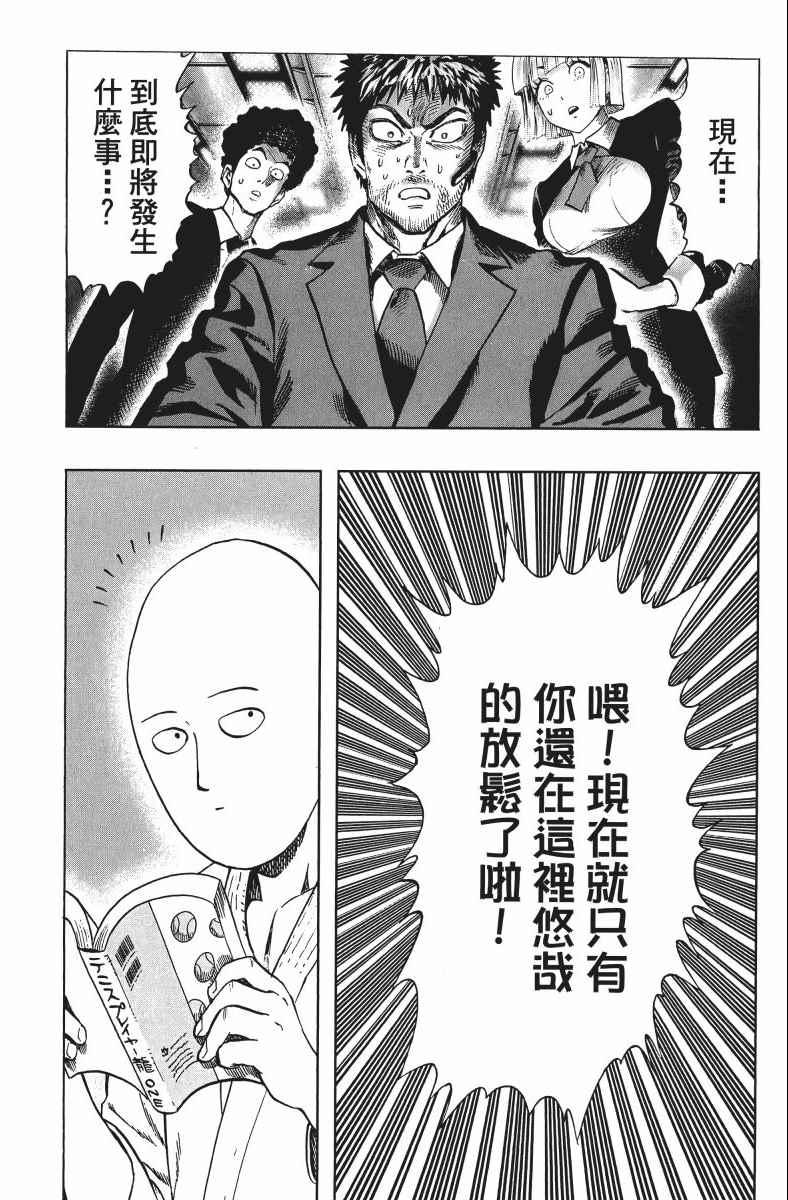 現在…
到底即將發生
什麼事…？
喂！現在就只有
你還在這裡悠哉
的放鬆了啦！